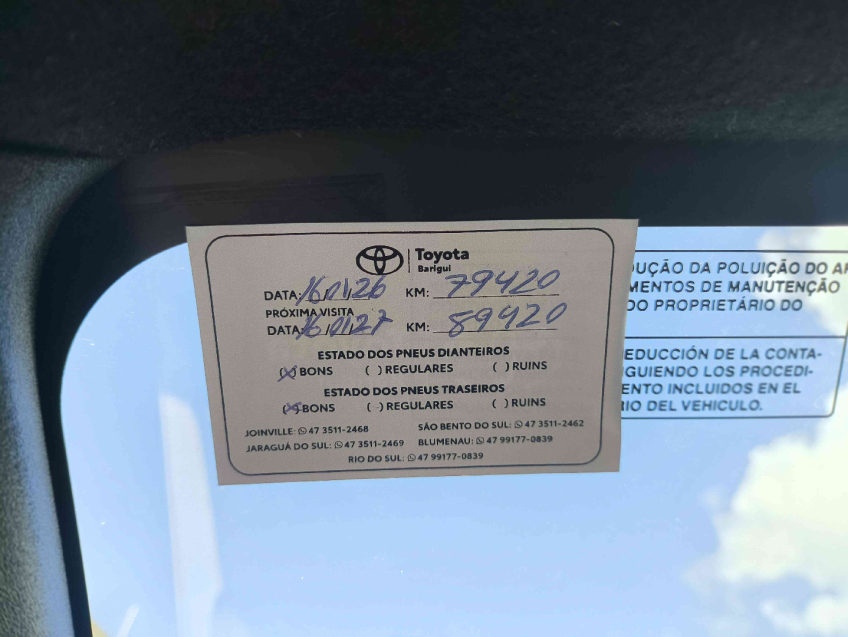 Toyota
Barigui
DATA: 16/01/26 KM: 79420
PRÓXIMA VISITA
DATA: 16/01/27 KM: 89420
ESTADO DOS PNEUS DIANTEIROS
(X) BONS ( ) REGULARES ( ) RUINS
ESTADO DOS PNEUS TRASEIROS
(X) BONS ( ) REGULARES ( ) RUINS
JOINVILLE: 47 3511-2468 SÃO BENTO DO SUL: 47 3511-2462
JARAGUÁ DO SUL: 47 3511-2469 BLUMENAU: 47 99177-0839
RIO DO SUL: 47 99177-0839
DUÇÃO DA POLUIÇÃO DO AR
MENTOS DE MANUTENÇÃO
DO PROPRIETÁRIO DO
EDUCCIÓN DE LA CONTA-
GUIENDO LOS PROCEDI-
ENTO INCLUIDOS EN EL
IO DEL VEHICULO.